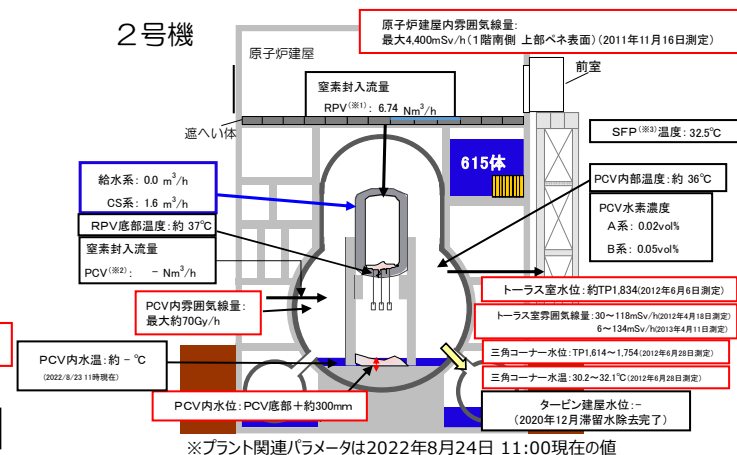 2号機
原子炉建屋内雰囲気線量:
最大4,400mSv/h(1階南側 上部ペネ表面)(2011年11月16日測定)
原子炉建屋
前室
窒素封入流量
RPV(※1): 6.74 Nm³/h
遮へい体
SFP(※3)温度: 32.5℃
615体
給水系: 0.0 m³/h
CS系: 1.6 m³/h
PCV内部温度: 約 36℃
RPV底部温度: 約 37℃
PCV水素濃度
A系: 0.02vol%
B系: 0.05vol%
窒素封入流量
PCV(※2): － Nm³/h
トーラス室水位: 約TP1,834(2012年6月6日測定)
PCV内雰囲気線量:
最大約70Gy/h
トーラス室雰囲気線量: 30～118mSv/h(2012年4月18日測定)
6～134mSv/h(2013年4月11日測定)
三角コーナー水位: TP1,614～1,754(2012年6月28日測定)
PCV内水温: 約 － ℃
(2022/8/23 11時現在)
三角コーナー水温: 30.2～32.1℃(2012年6月28日測定)
PCV内水位: PCV底部＋約300mm
タービン建屋水位: －
(2020年12月滞留水除去完了)
※プラント関連パラメータは2022年8月24日 11:00現在の値